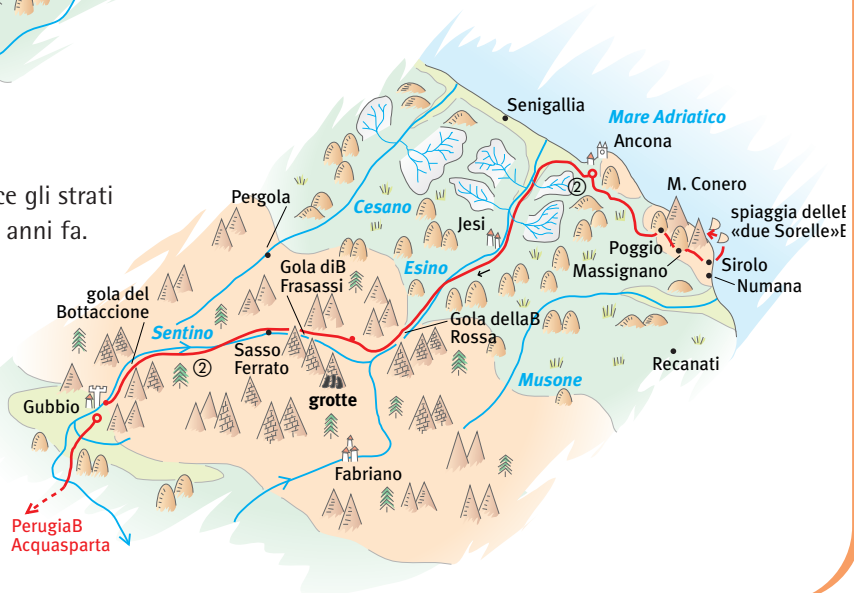 ce gli strati
anni fa.
Senigallia
Mare Adriatico
Ancona
②
M. Conero
spiaggia delleB
«due Sorelle»B
Poggio
Massignano
Sirolo
Numana
Pergola
Cesano
Jesi
Esino
Gola diB
Frasassi
gola del
Bottaccione
Sentino
Sasso
Ferrato
②
Gola dellaB
Rossa
Musone
Recanati
grotte
Gubbio
Fabriano
PerugiaB
Acquasparta